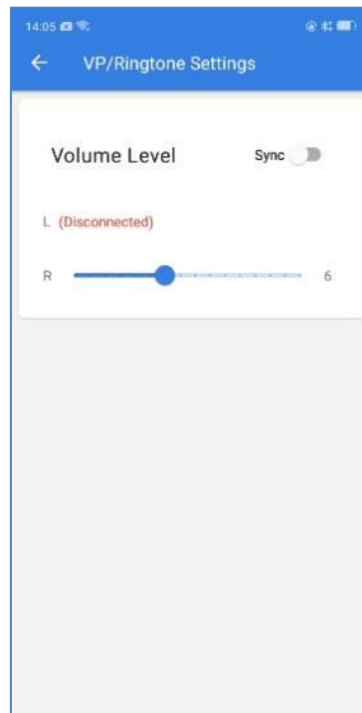 14:05
VP/Ringtone Settings
Volume Level Sync
L (Disconnected)
R 6